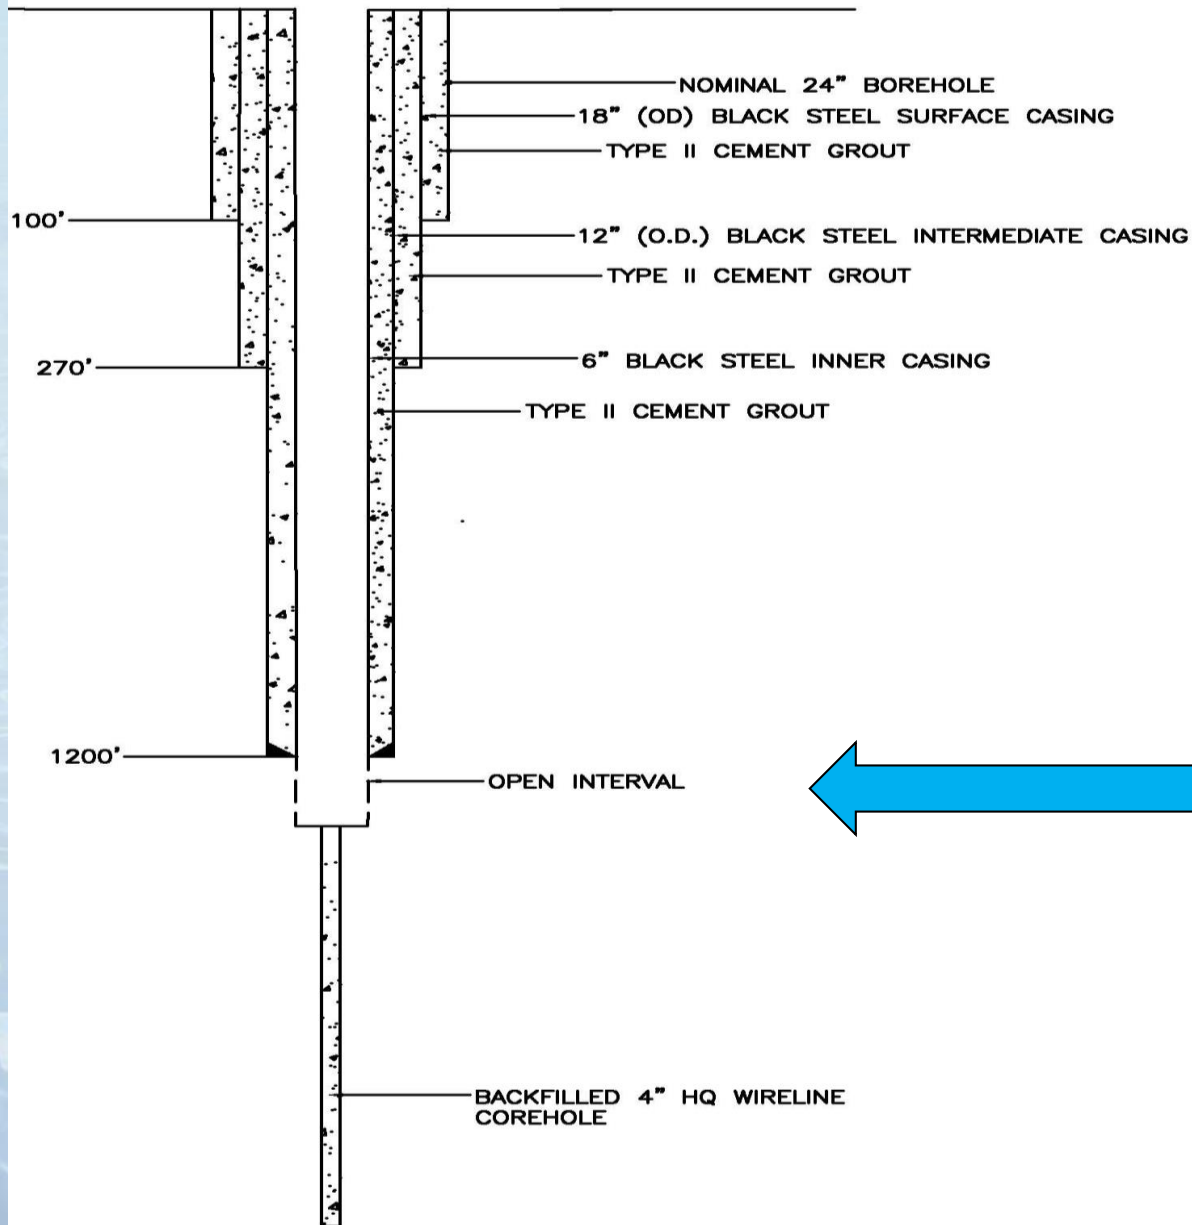 NOMINAL 24" BOREHOLE
18" (OD) BLACK STEEL SURFACE CASING
TYPE II CEMENT GROUT
100'
12" (O.D.) BLACK STEEL INTERMEDIATE CASING
TYPE II CEMENT GROUT
270'
6" BLACK STEEL INNER CASING
TYPE II CEMENT GROUT
1200'
OPEN INTERVAL
BACKFILLED 4" HQ WIRELINE
COREHOLE